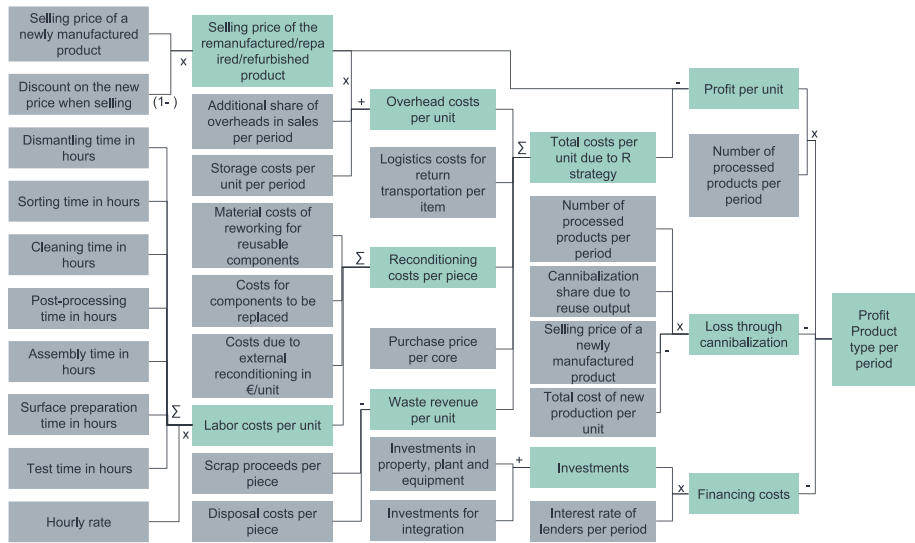 Selling price of a
newly manufactured
product
x
Discount on the new
price when selling
(1-)
Dismantling time in
hours
Sorting time in hours
Cleaning time in
hours
Post-processing
time in hours
Assembly time in
hours
Surface preparation
time in hours
Test time in hours
Hourly rate
∑
x
Selling price of the
remanufactured/repa
ired/refurbished
product
x
Additional share of
overheads in sales
per period
+
Storage costs per
unit per period
Material costs of
reworking for
reusable
components
Costs for
components to be
replaced
Costs due to
external
reconditioning in
€/unit
∑
Labor costs per unit
Scrap proceeds per
piece
-
Disposal costs per
piece
Overhead costs
per unit
Logistics costs for
return
transportation per
item
Reconditioning
costs per piece
Purchase price
per core
Waste revenue
per unit
Investments in
property, plant and
equipment
+
Investments for
integration
∑
Total costs per
unit due to R
strategy
-
Number of
processed
products per
period
Cannibalization
share due to
reuse output
x
Selling price of a
newly
manufactured
product
-
Total cost of new
production per
unit
Investments
x
Interest rate of
lenders per period
Profit per unit
x
Number of
processed
products per
period
Loss through
cannibalization
-
Financing costs
-
Profit
Product
type per
period